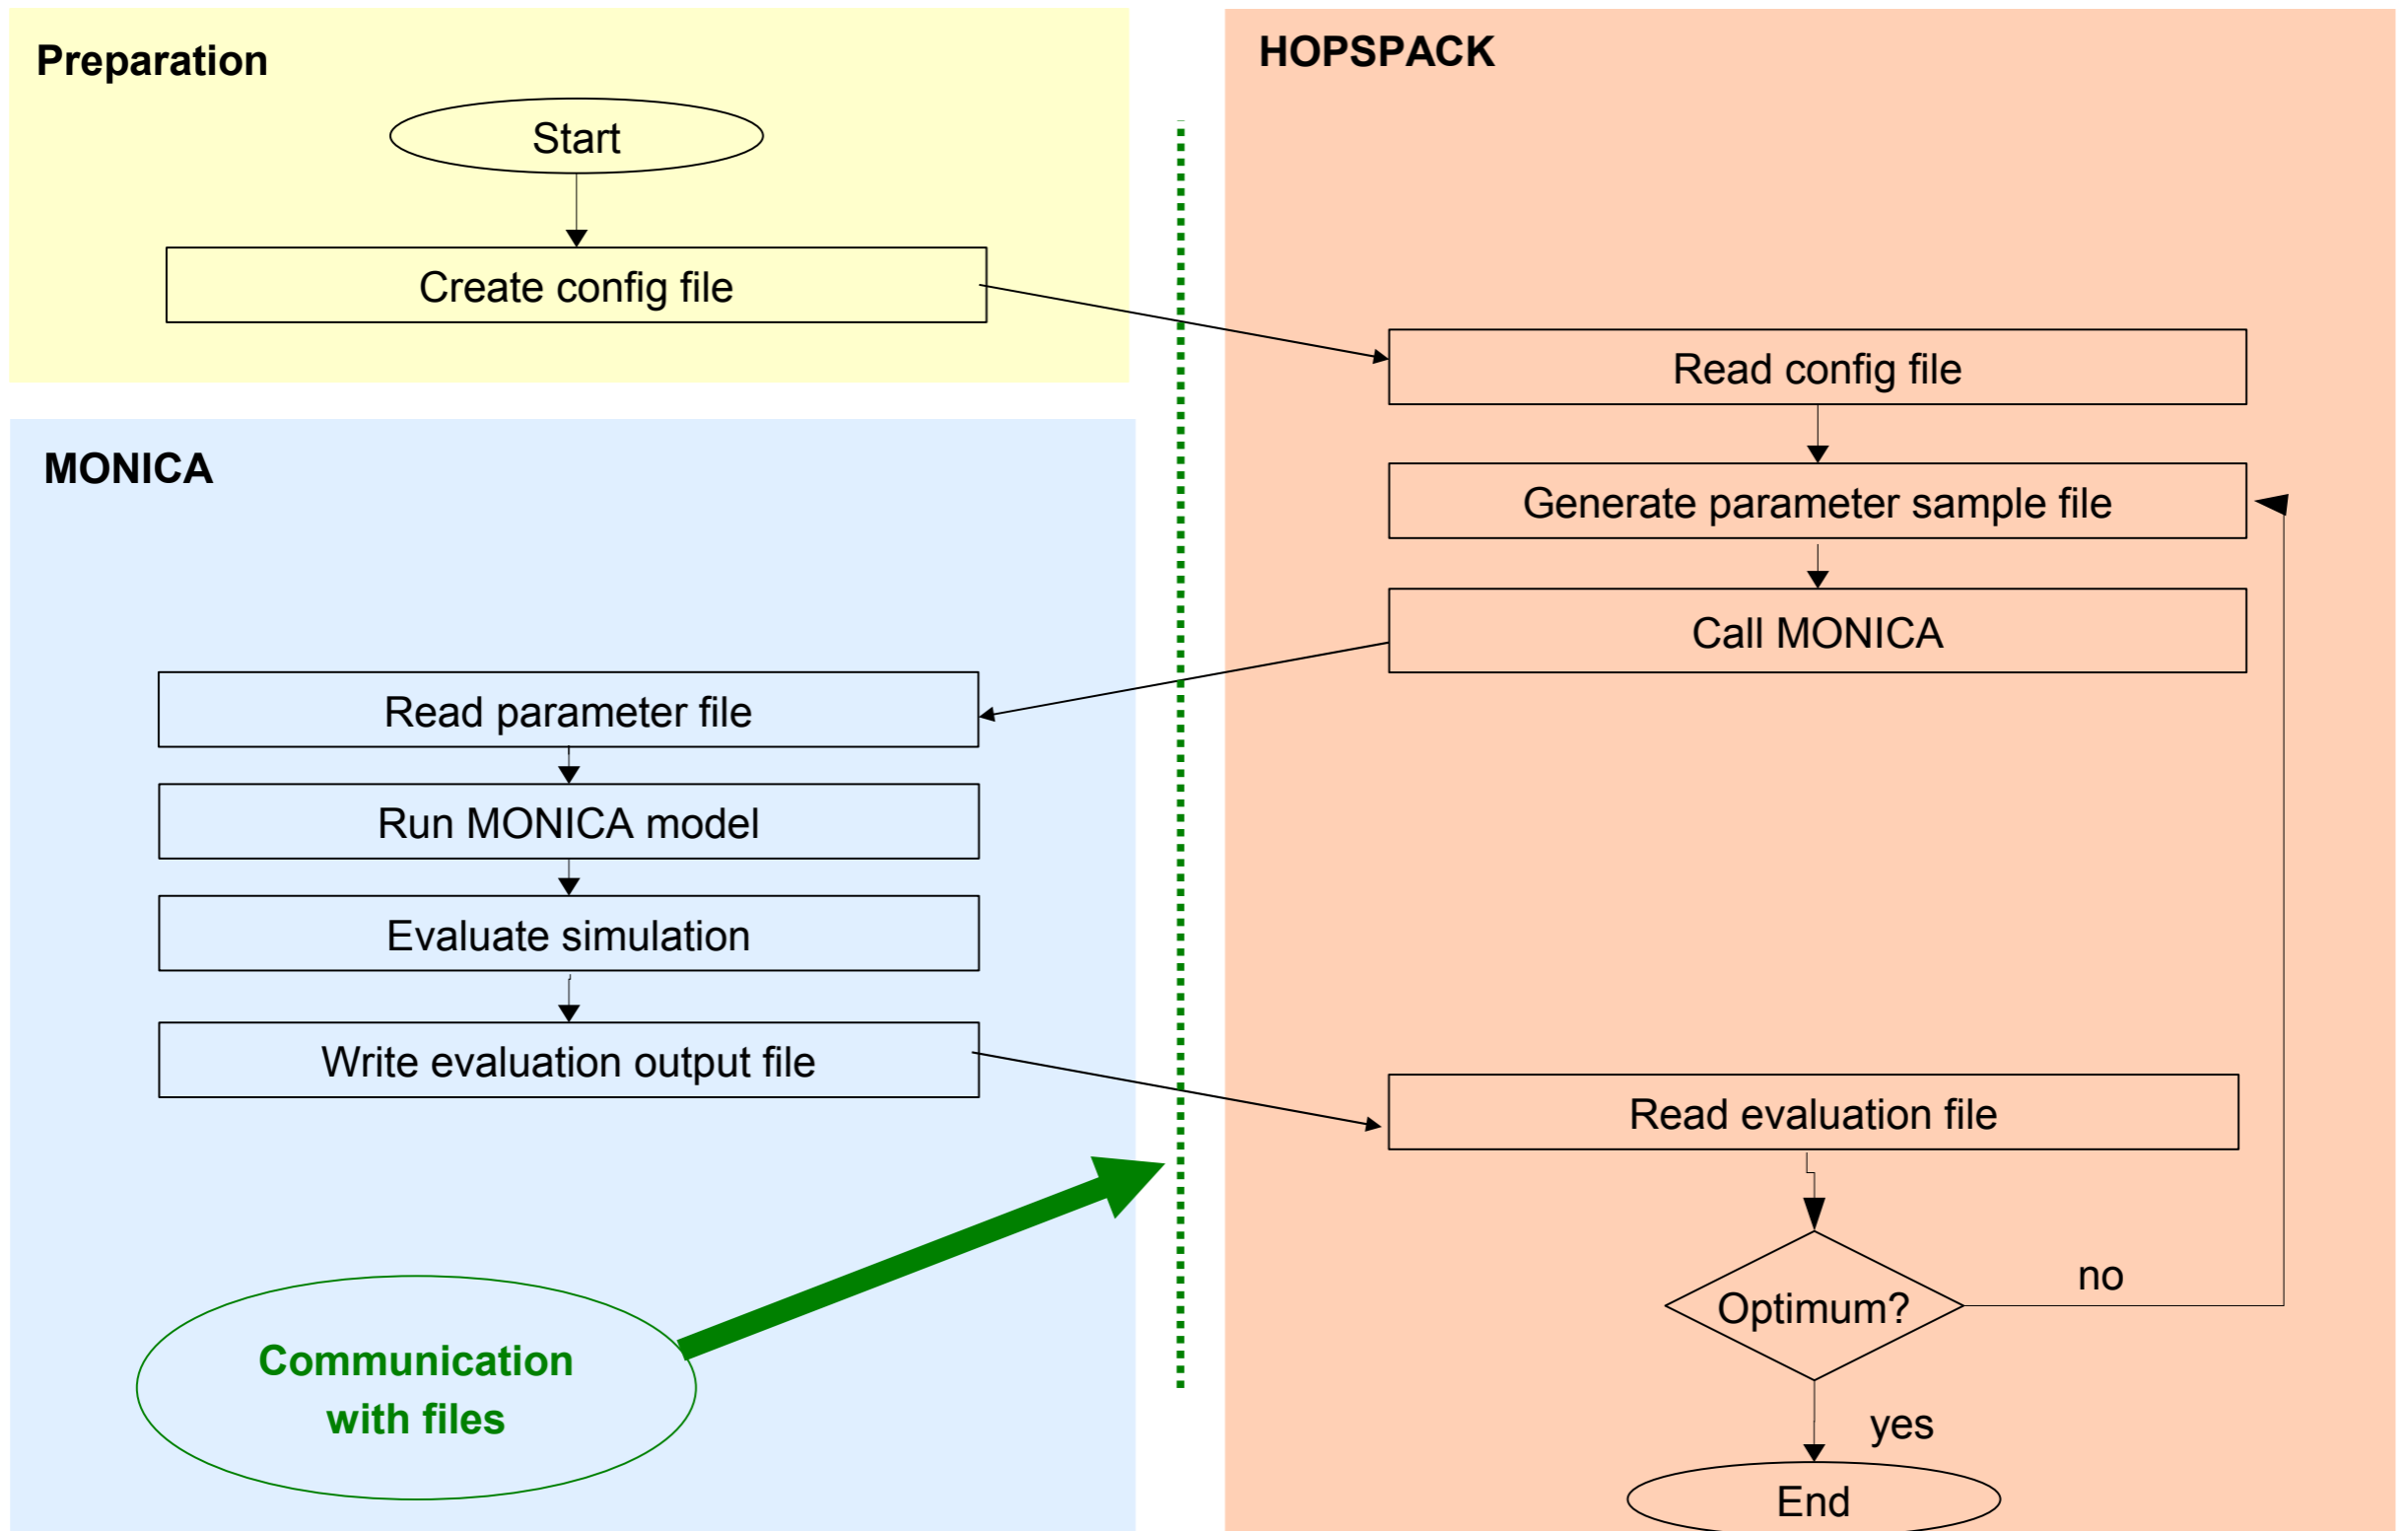 Preparation
Start
Create config file
MONICA
Read parameter file
Run MONICA model
Evaluate simulation
Write evaluation output file
Communication
with files
HOPSPACK
Read config file
Generate parameter sample file
Call MONICA
Read evaluation file
Optimum?
no
yes
End